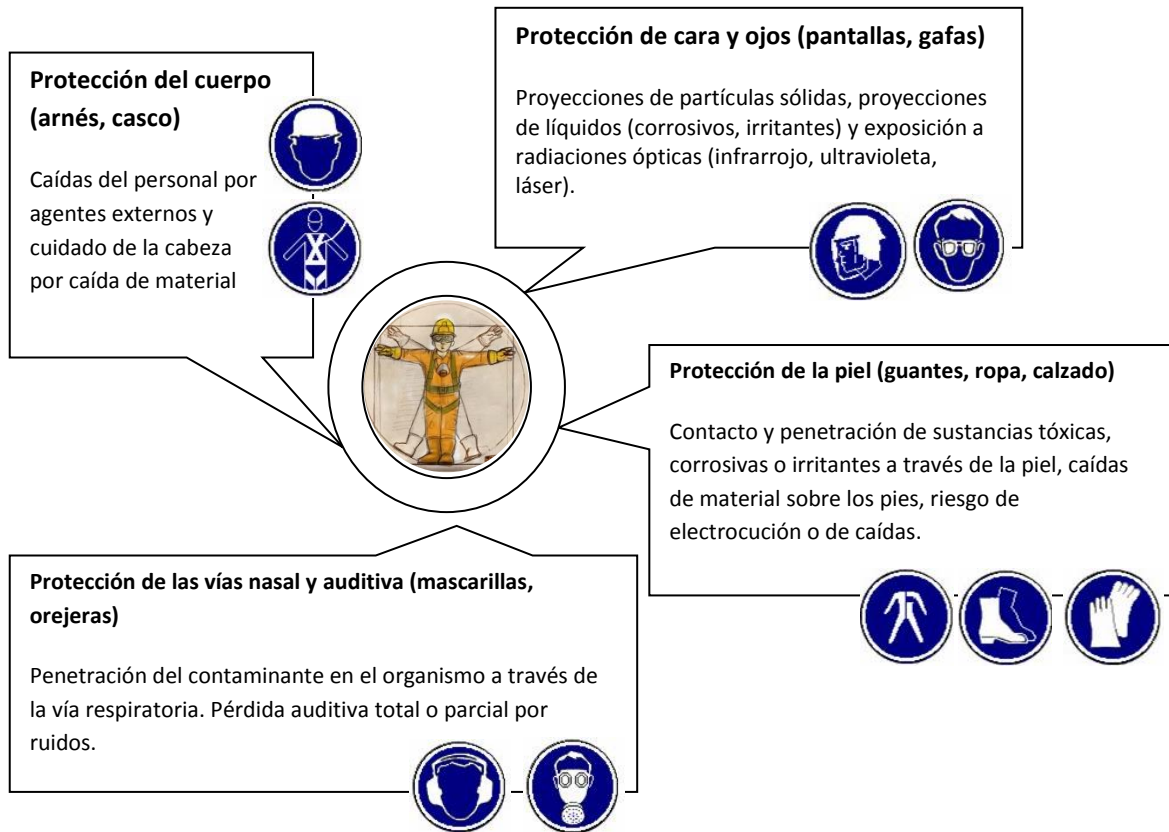 Protección del cuerpo
(arnés, casco)
Caídas del personal por
agentes externos y
cuidado de la cabeza
por caída de material
Protección de cara y ojos (pantallas, gafas)
Proyecciones de partículas sólidas, proyecciones
de líquidos (corrosivos, irritantes) y exposición a
radiaciones ópticas (infrarrojo, ultravioleta,
láser).
Protección de la piel (guantes, ropa, calzado)
Contacto y penetración de sustancias tóxicas,
corrosivas o irritantes a través de la piel, caídas
de material sobre los pies, riesgo de
electrocución o de caídas.
Protección de las vías nasal y auditiva (mascarillas,
orejeras)
Penetración del contaminante en el organismo a través de
la vía respiratoria. Pérdida auditiva total o parcial por
ruidos.